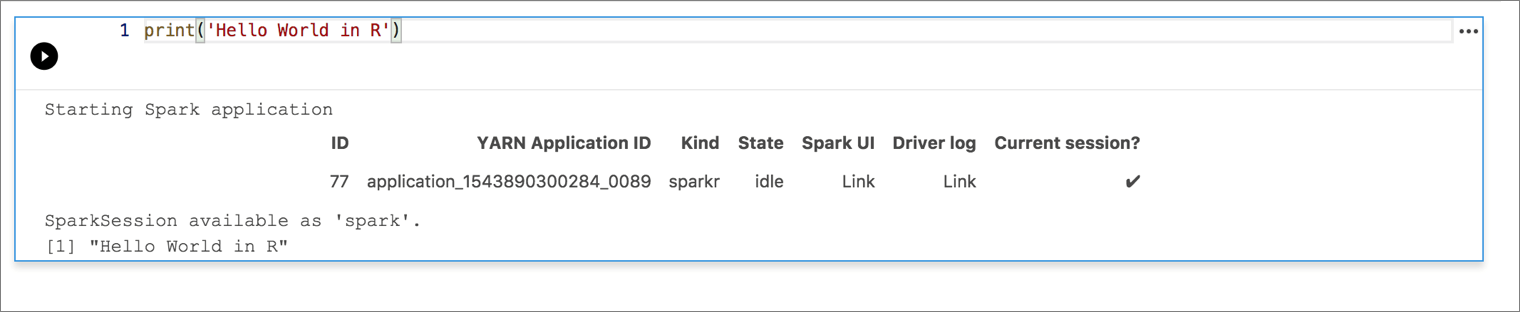 1 print('Hello World in R')
Starting Spark application
ID YARN Application ID Kind State Spark UI Driver log Current session?
77 application_1543890300284_0089 sparkr idle Link Link ✔
SparkSession available as 'spark'.
[1] "Hello World in R"